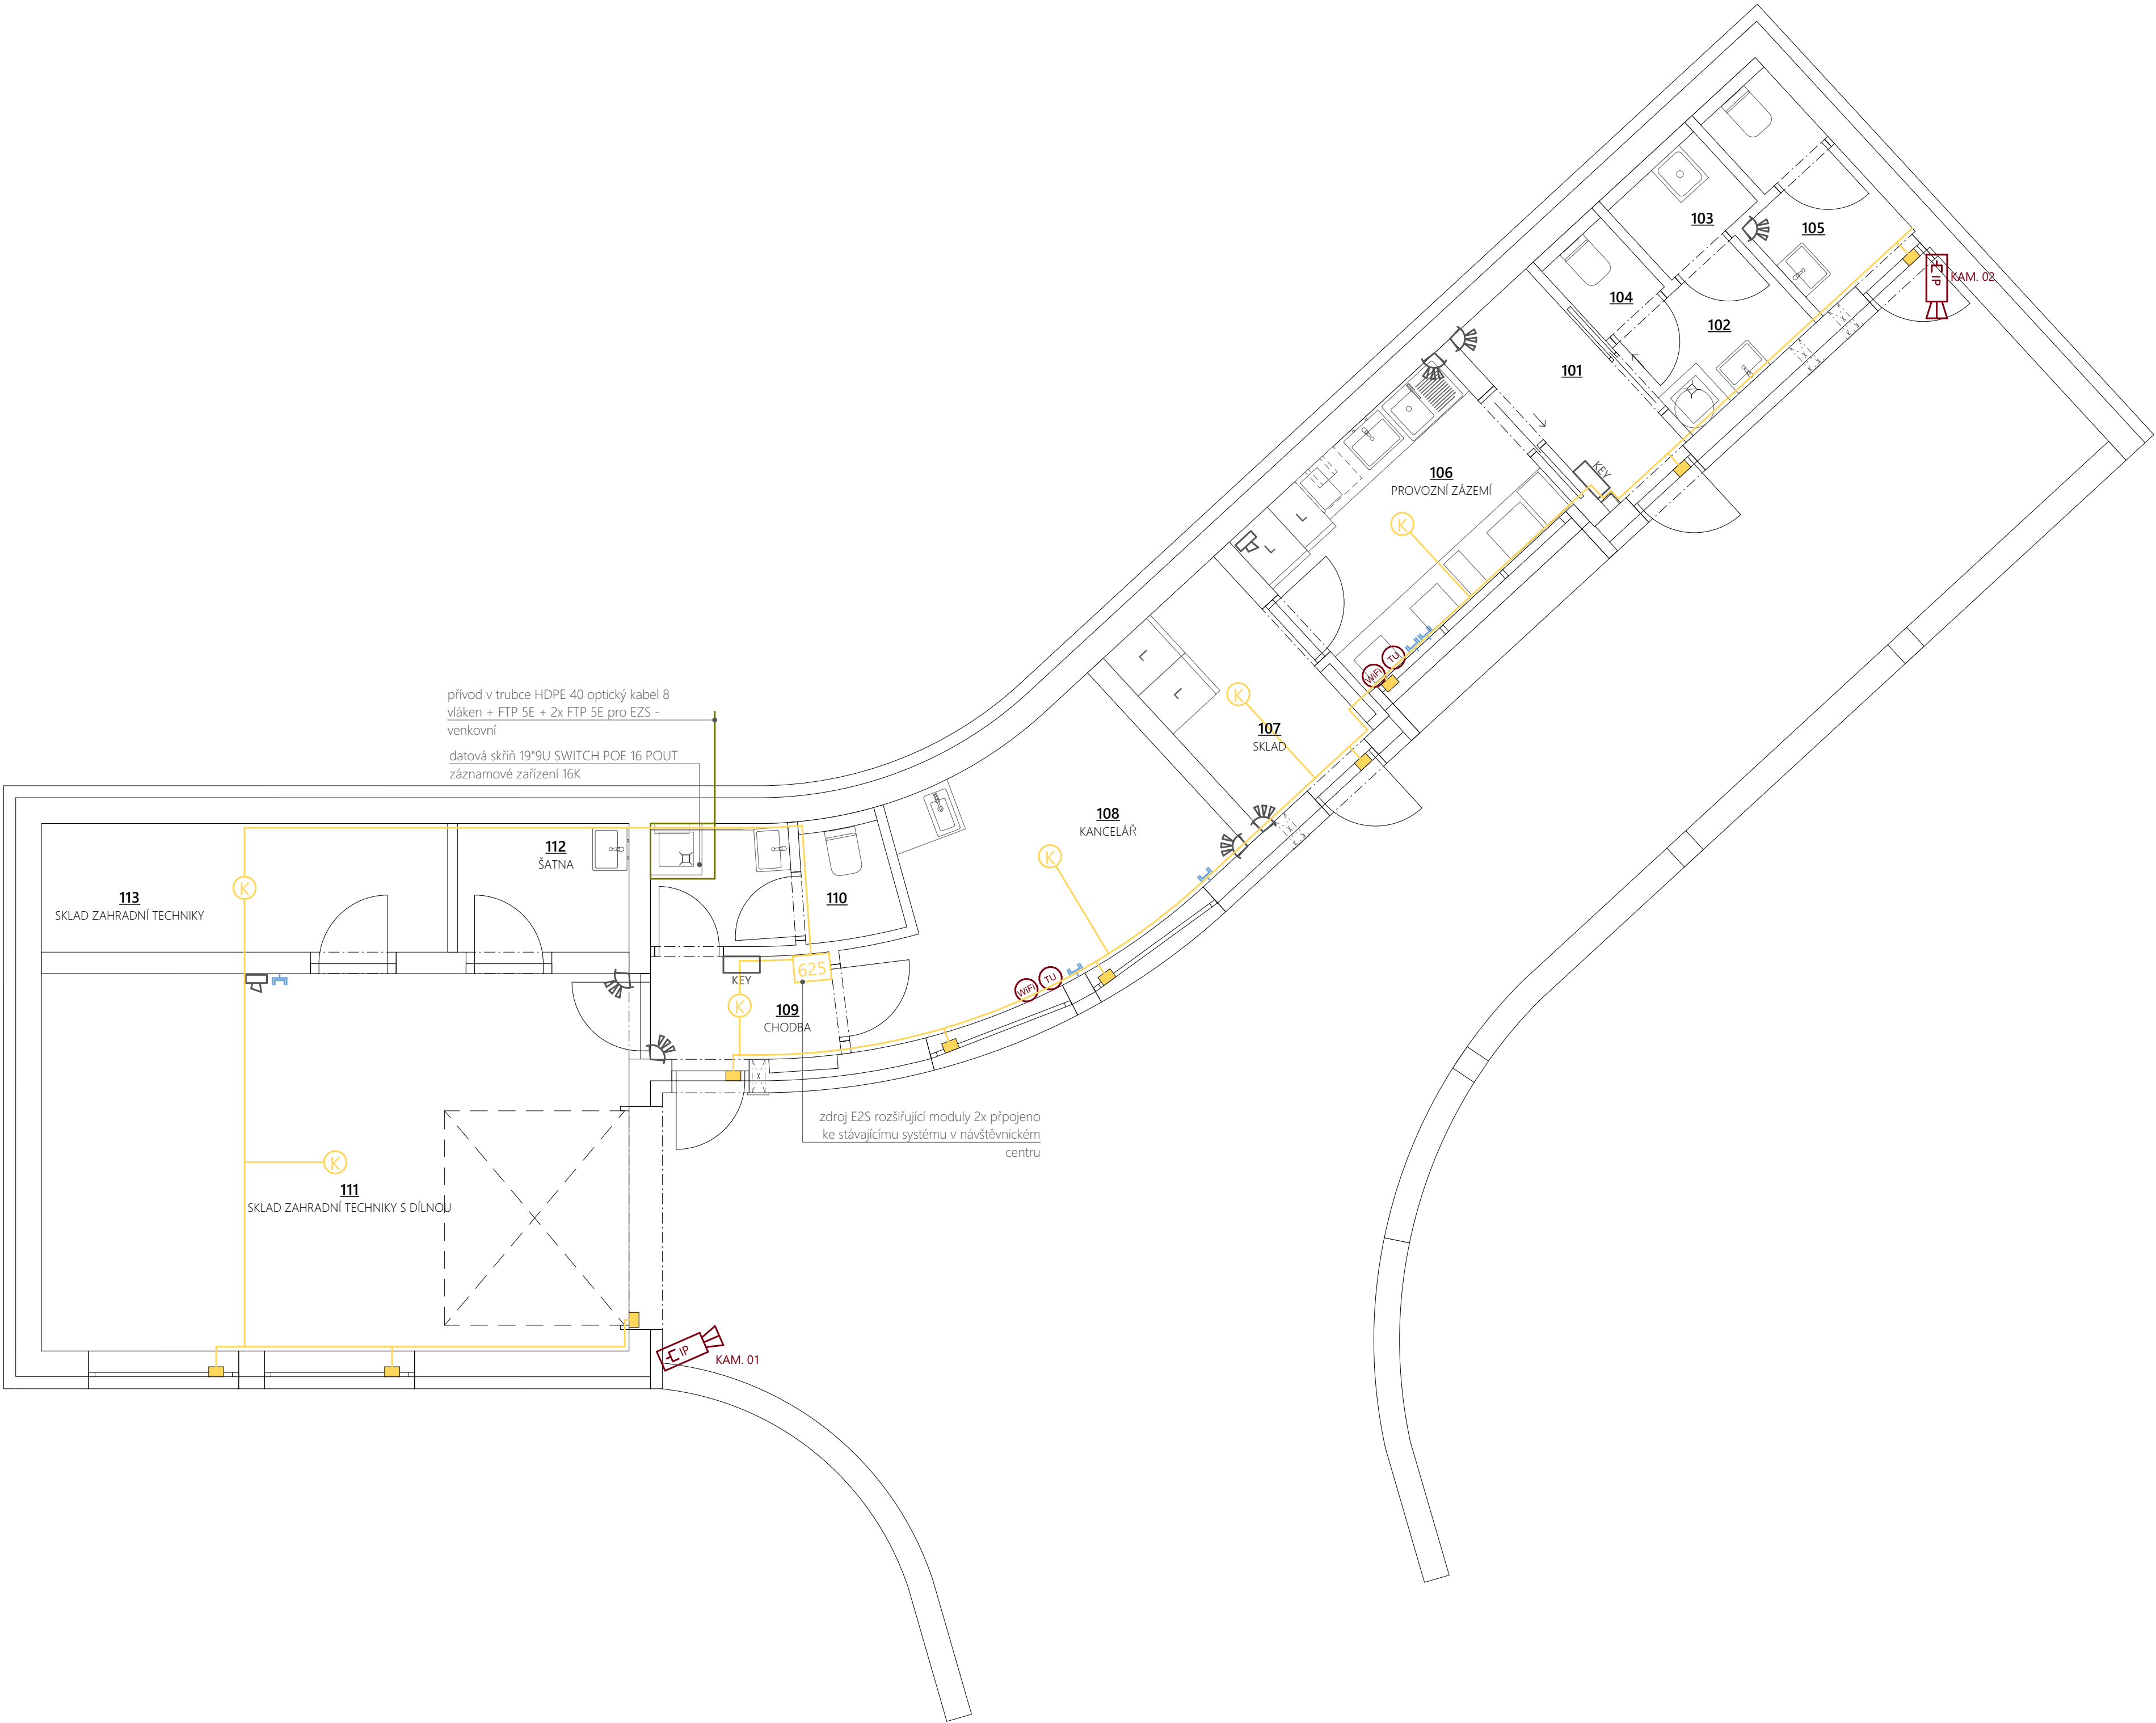 103
105
KAM. 02
IP
104
102
101
KEY
106
PROVOZNÍ ZÁZEMÍ
L
L
K
TU
WiFi
L
L
K
107
SKLAD
přívod v trubce HDPE 40 optický kabel 8
vláken + FTP 5E + 2x FTP 5E pro EZS -
venkovní
datová skříň 19"9U SWITCH POE 16 POUT
záznamové zařízení 16K
108
KANCELÁŘ
K
112
ŠATNA
110
113
SKLAD ZAHRADNÍ TECHNIKY
K
625
KEY
K
109
CHODBA
WiFi
TU
zdroj E2S rozšiřující moduly 2x připojeno
ke stávajícímu systému v návštěvnickém
centru
K
111
SKLAD ZAHRADNÍ TECHNIKY S DÍLNOU
IP
KAM. 01